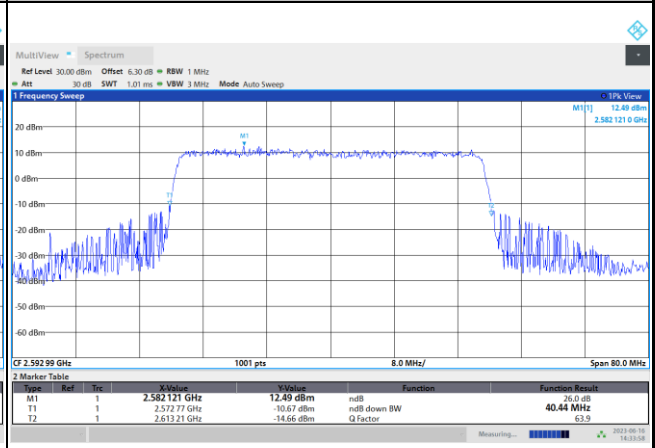 MultiView Spectrum
Ref Level 30.00 dBm Offset 6.30 dB RBW 1 MHz
Att 30 dB SWT 1.01 ms VBW 3 MHz Mode Auto Sweep
1 Frequency Sweep 1Pk View
M1[1] 12.49 dBm
2.582 121 0 GHz
M1
20 dBm
10 dBm
0 dBm
T1
T2
-10 dBm
-20 dBm
-30 dBm
-40 dBm
-50 dBm
-60 dBm
CF 2.592 99 GHz 1001 pts 8.0 MHz/ Span 80.0 MHz
2 Marker Table
Type Ref Trc X-Value Y-Value Function Function Result
M1 1 2.582 121 GHz 12.49 dBm ndB 26.0 dB
T1 1 2.572 77 GHz -10.67 dBm ndB down BW 40.44 MHz
T2 1 2.613 21 GHz -14.66 dBm Q Factor 63.9
Measuring... 2023-06-16
14:33:58